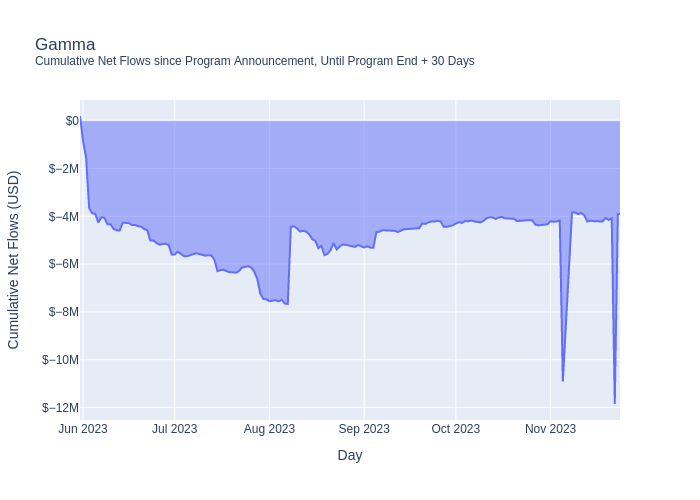 Gamma
Cumulative Net Flows since Program Announcement, Until Program End + 30 Days
Cumulative Net Flows (USD)
$0
$−2M
$−4M
$−6M
$−8M
$−10M
$−12M
Jun 2023 Jul 2023 Aug 2023 Sep 2023 Oct 2023 Nov 2023
Day